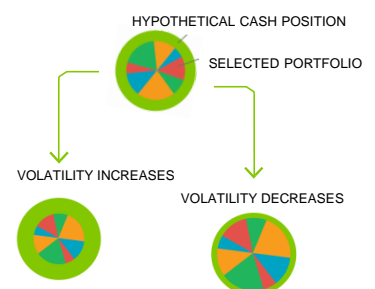 HYPOTHETICAL CASH POSITION
SELECTED PORTFOLIO
VOLATILITY INCREASES
VOLATILITY DECREASES